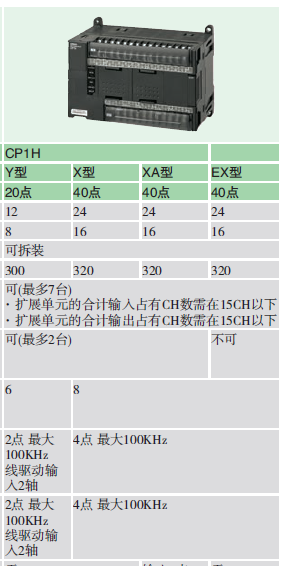 CP1H
Y型 X型 XA型 EX型
20点 40点 40点 40点
12 24 24 24
8 16 16 16
可拆装
300 320 320 320
可(最多7台)
· 扩展单元的合计输入占有CH数需在15CH以下
· 扩展单元的合计输出占有CH数需在15CH以下
可(最多2台) 不可
6 8
2点 最大 4点 最大100KHz
100KHz
线驱动输
入2轴
2点 最大 4点 最大100KHz
100KHz
线驱动输
入2轴